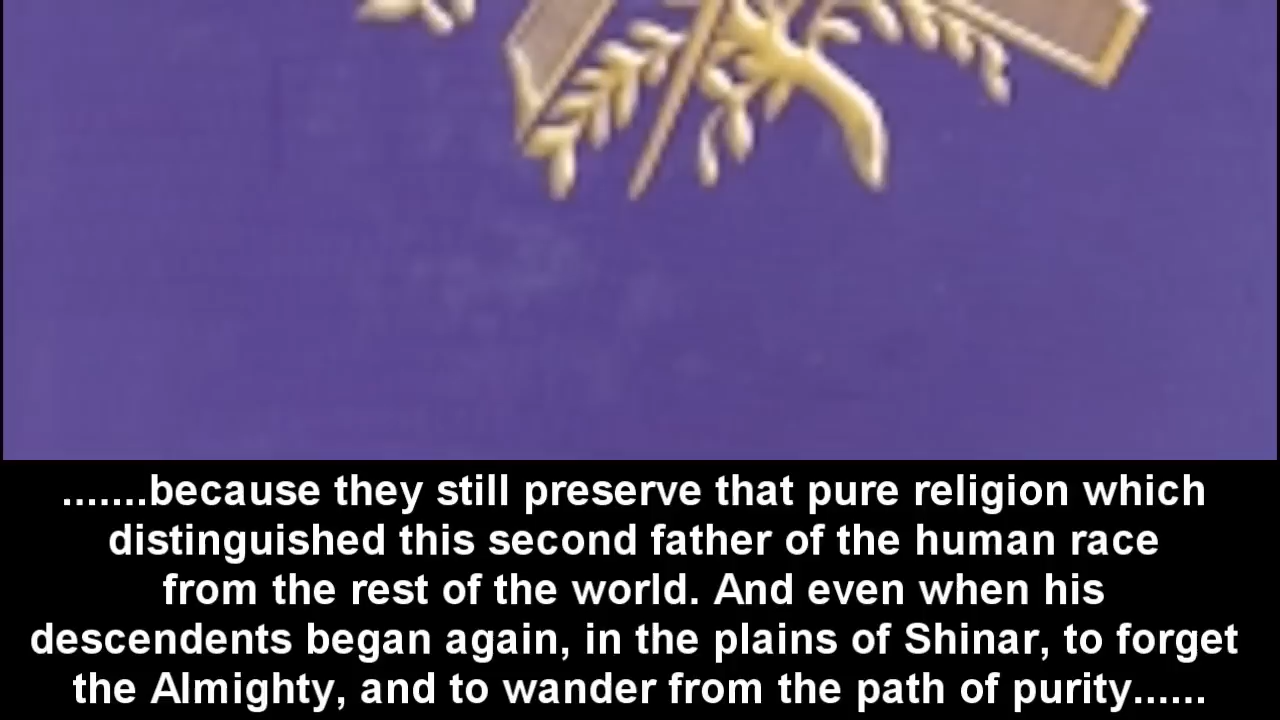 .......because they still preserve that pure religion which
distinguished this second father of the human race
from the rest of the world. And even when his
descendents began again, in the plains of Shinar, to forget
the Almighty, and to wander from the path of purity......